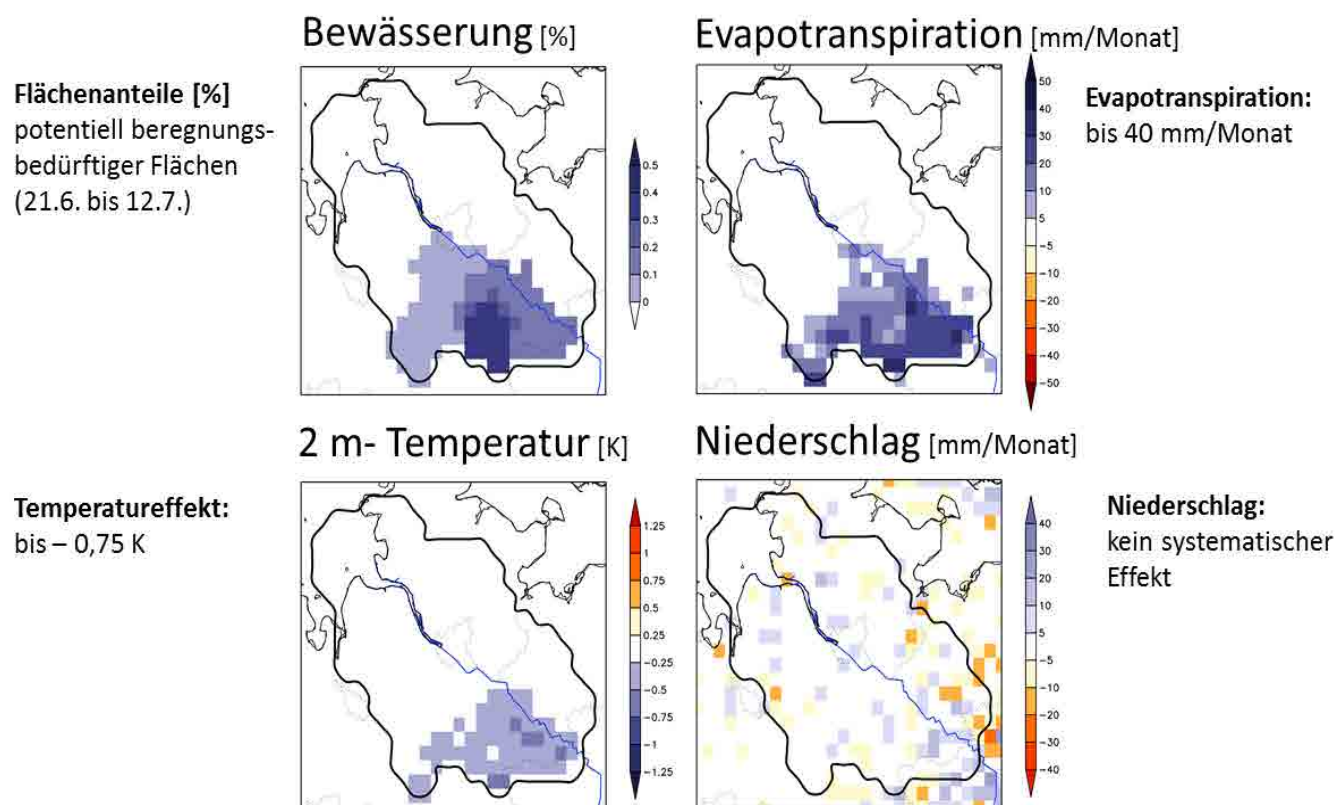 Bewässerung [%]
Evapotranspiration [mm/Monat]
Flächenanteile [%]
potentiell beregnungs-
bedürftiger Flächen
(21.6. bis 12.7.)
0.5
0.4
0.3
0.2
0.1
0
50
40
30
20
10
5
-5
-10
-20
-30
-40
-50
Evapotranspiration:
bis 40 mm/Monat
2 m- Temperatur [K]
Niederschlag [mm/Monat]
Temperatureffekt:
bis – 0,75 K
1.25
1
0.75
0.5
0.25
-0.25
-0.5
-0.75
-1
-1.25
40
30
20
10
5
-5
-10
-20
-30
-40
Niederschlag:
kein systematischer
Effekt